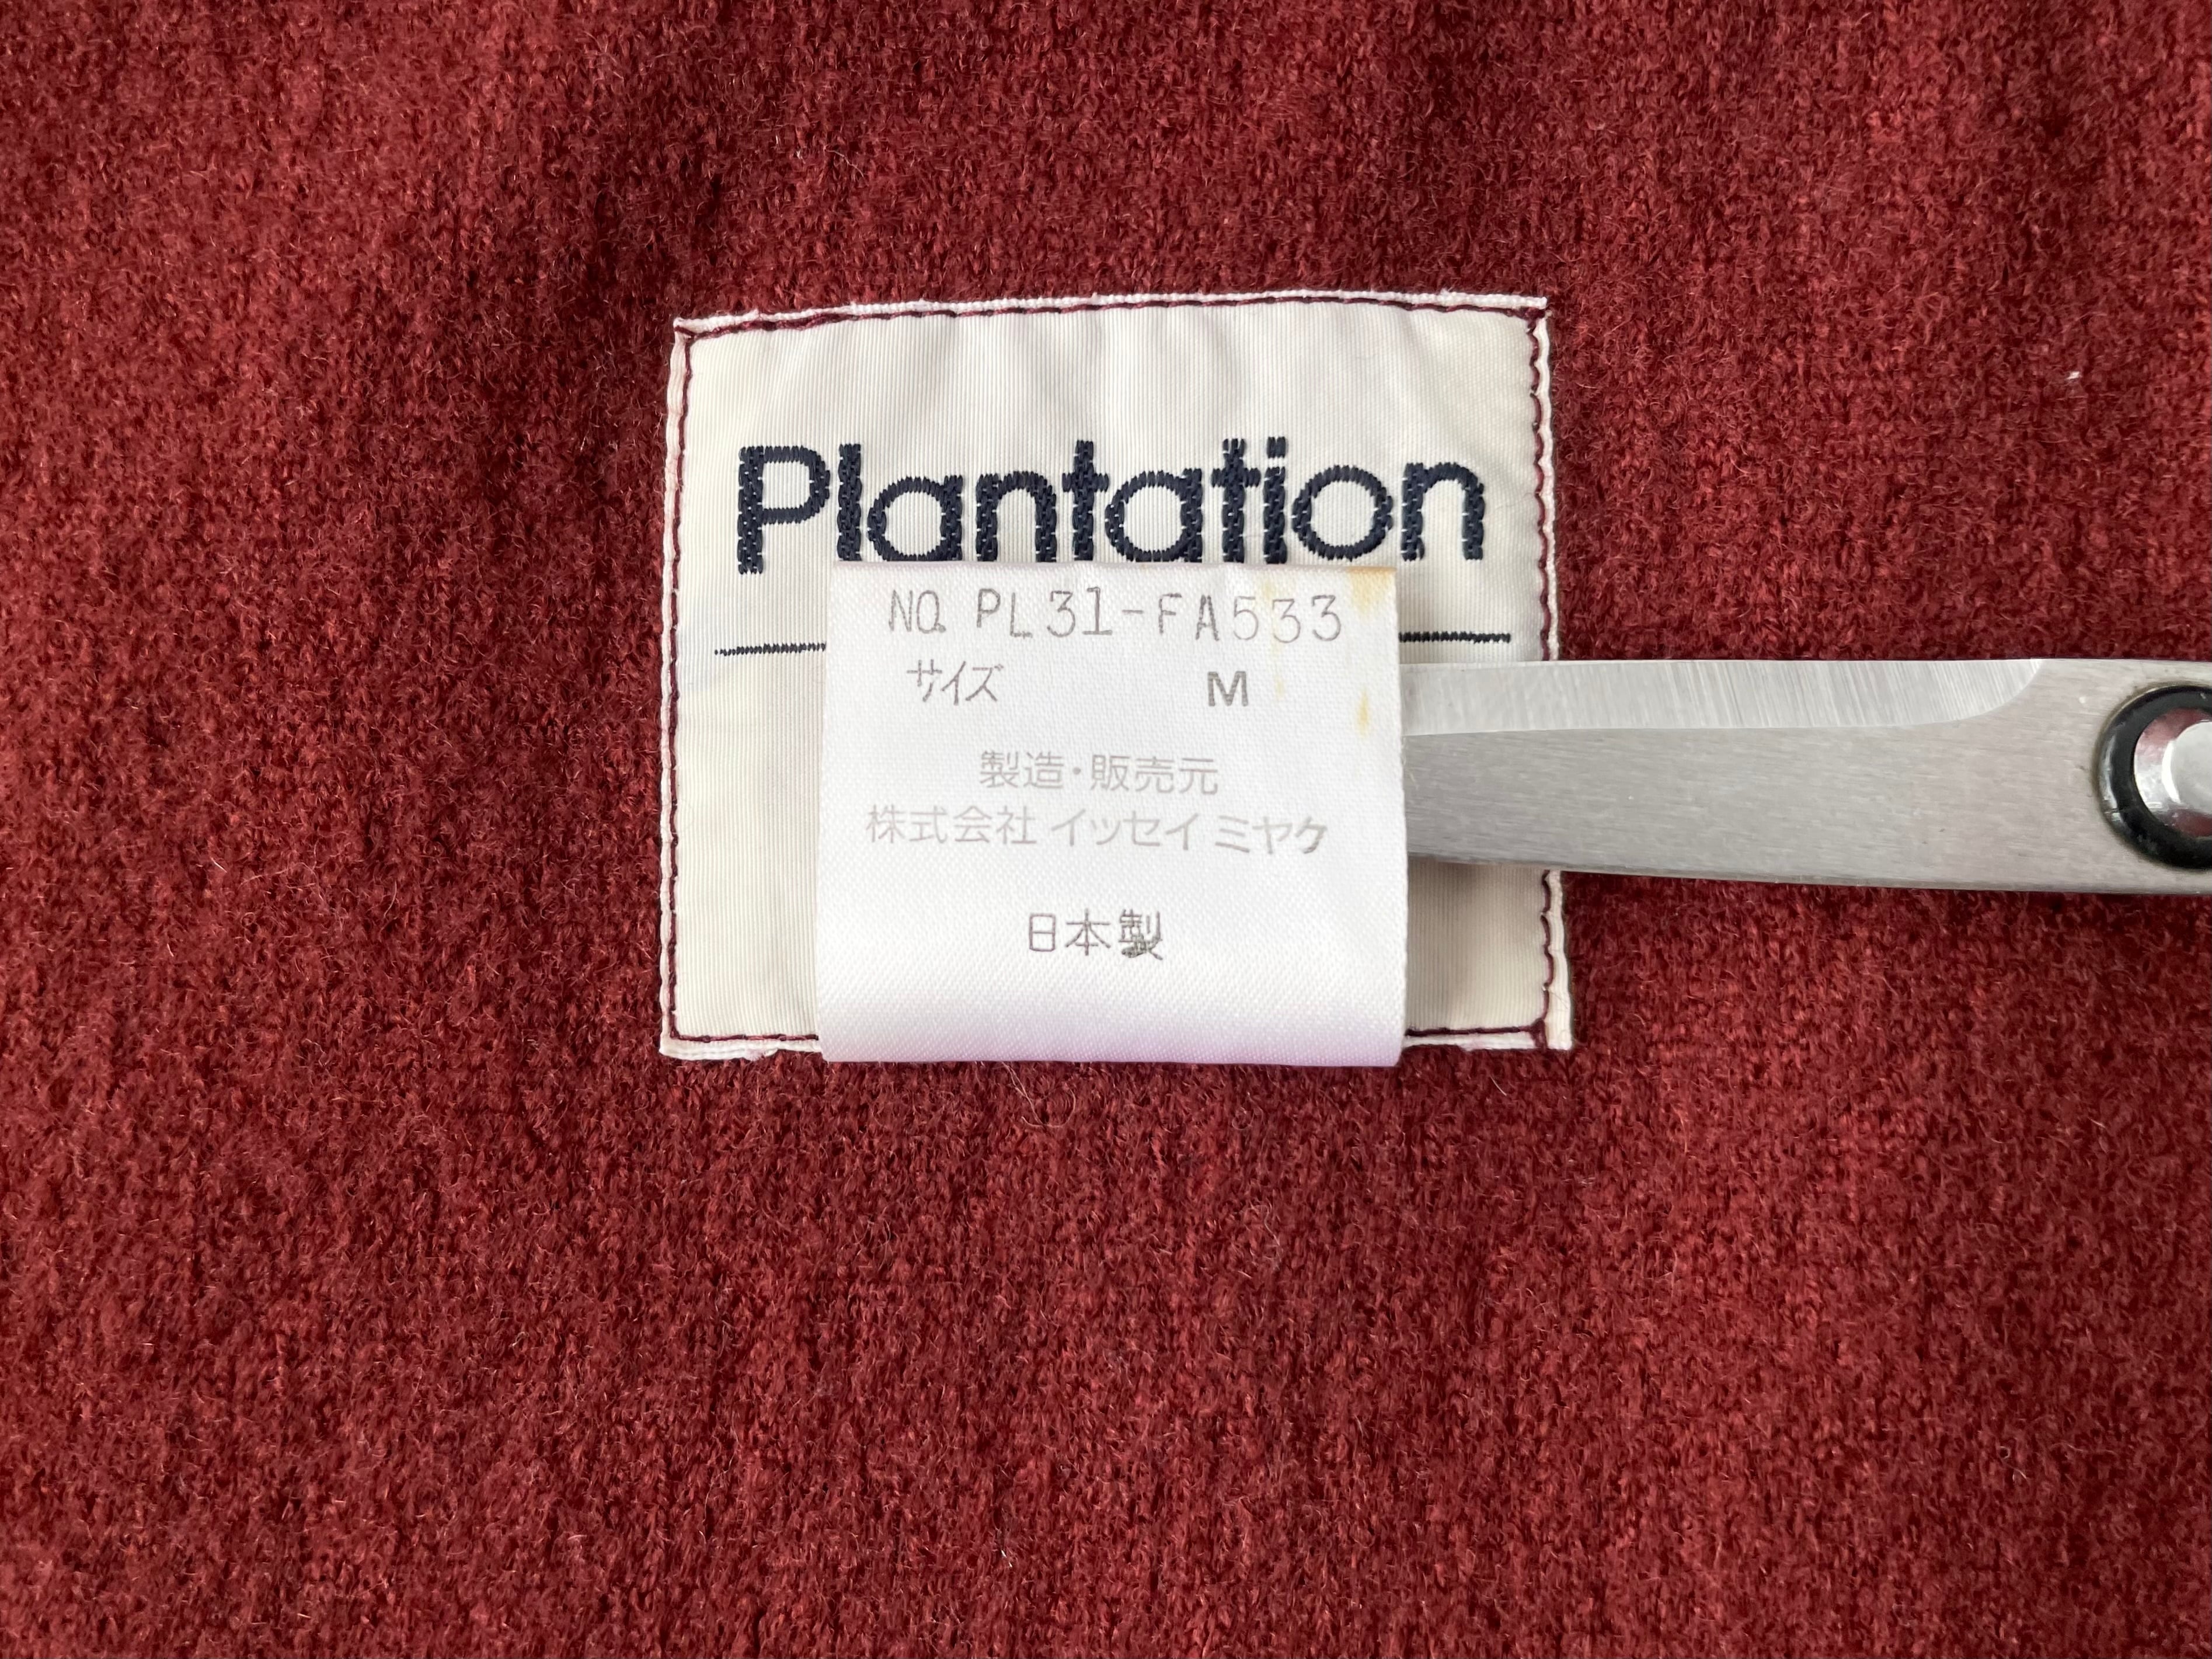 Plantation
NO. PL31-FA533
サイズ M
製造・販売元
株式会社 イッセイ ミヤケ
日本製